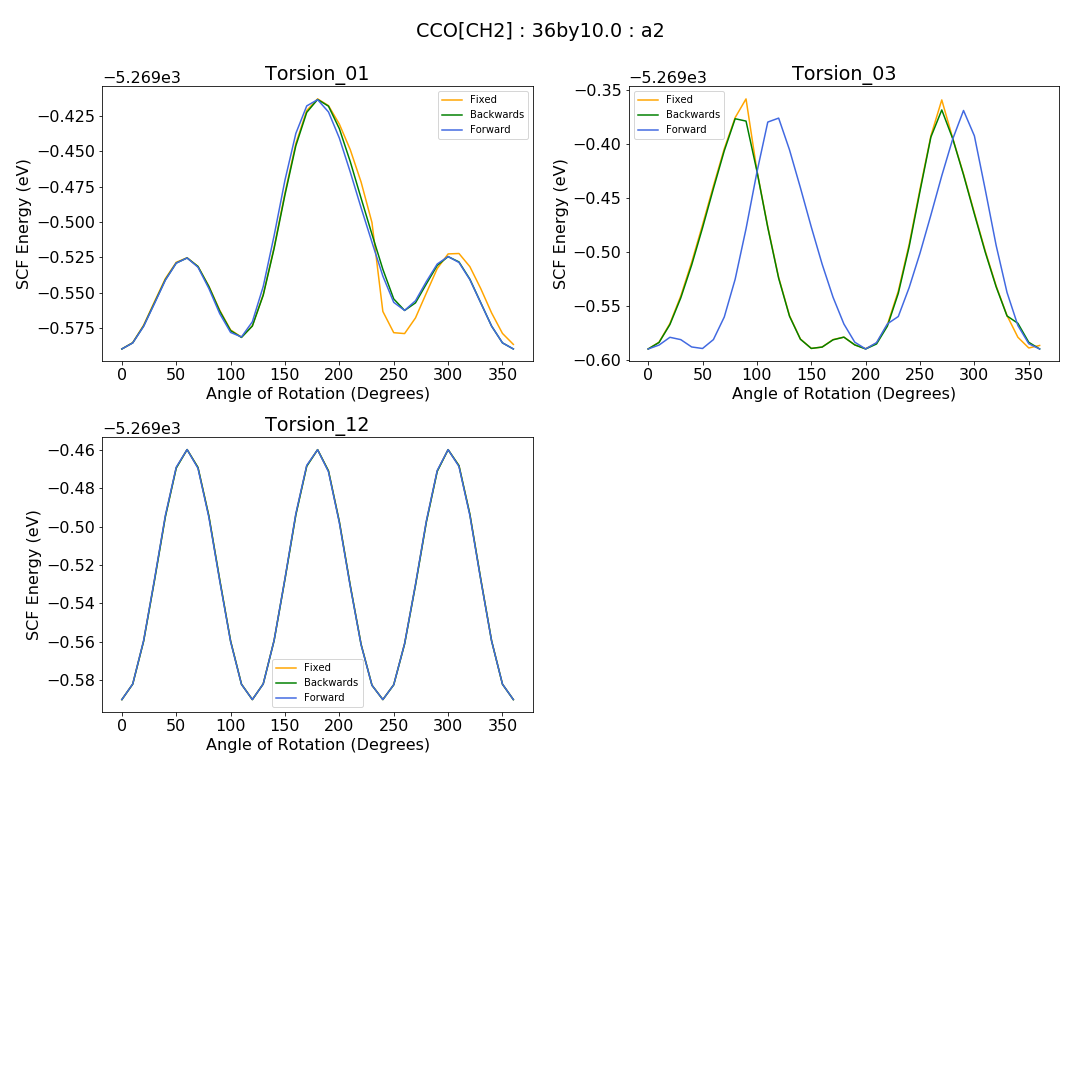 CCO[CH2] : 36by10.0 : a2
−5.269e3
Torsion_01
−0.425
−0.450
−0.475
−0.500
−0.525
−0.550
−0.575
SCF Energy (eV)
Fixed
Backwards
Forward
0 50 100 150 200 250 300 350
Angle of Rotation (Degrees)
−5.269e3
Torsion_03
−0.35
−0.40
−0.45
−0.50
−0.55
−0.60
SCF Energy (eV)
Fixed
Backwards
Forward
0 50 100 150 200 250 300 350
Angle of Rotation (Degrees)
−5.269e3
Torsion_12
−0.46
−0.48
−0.50
−0.52
−0.54
−0.56
−0.58
SCF Energy (eV)
Fixed
Backwards
Forward
0 50 100 150 200 250 300 350
Angle of Rotation (Degrees)